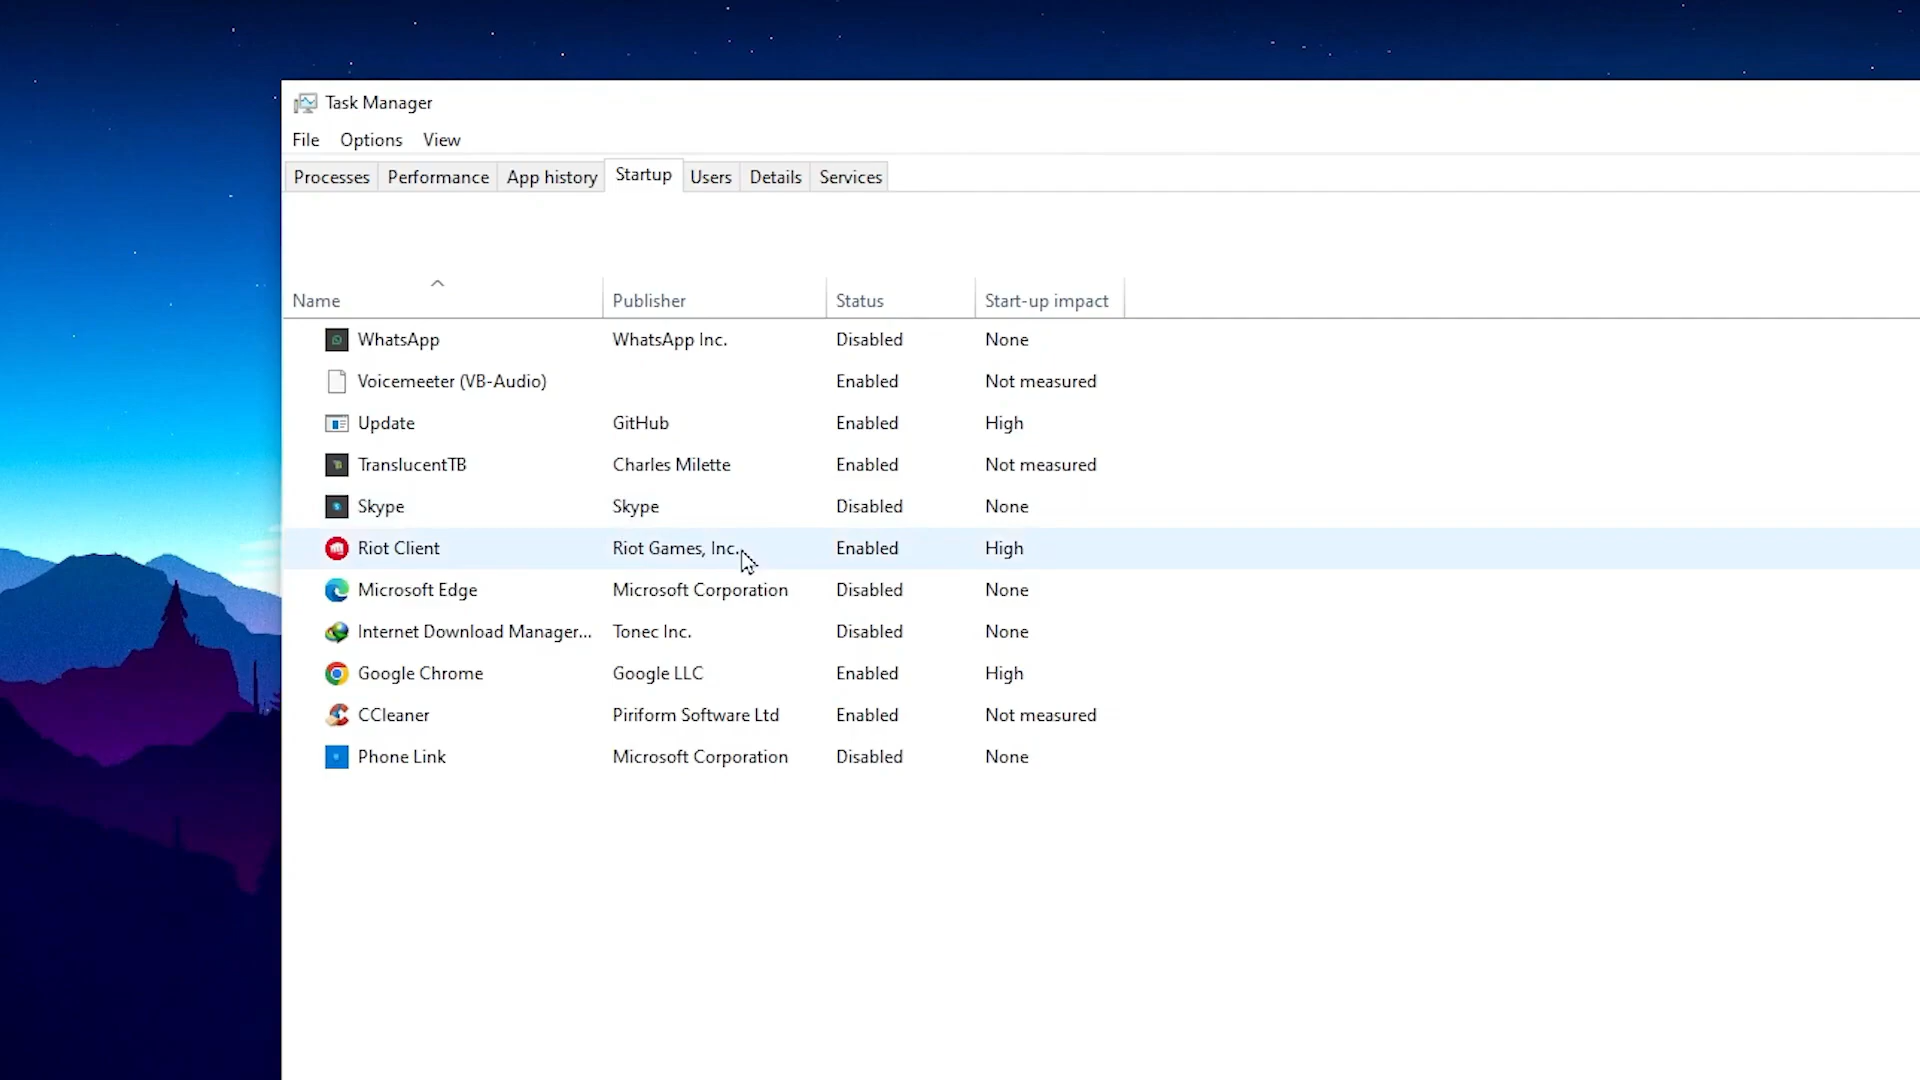 Task Manager
File Options View
Processes Performance App history Startup Users Details Services
Name Publisher Status Start-up impact
WhatsApp WhatsApp Inc. Disabled None
Voicemeeter (VB-Audio) Enabled Not measured
Update GitHub Enabled High
TranslucentTB Charles Milette Enabled Not measured
Skype Skype Disabled None
Riot Client Riot Games, Inc. Enabled High
Microsoft Edge Microsoft Corporation Disabled None
Internet Download Manager... Tonec Inc. Disabled None
Google Chrome Google LLC Enabled High
CCleaner Piriform Software Ltd Enabled Not measured
Phone Link Microsoft Corporation Disabled None